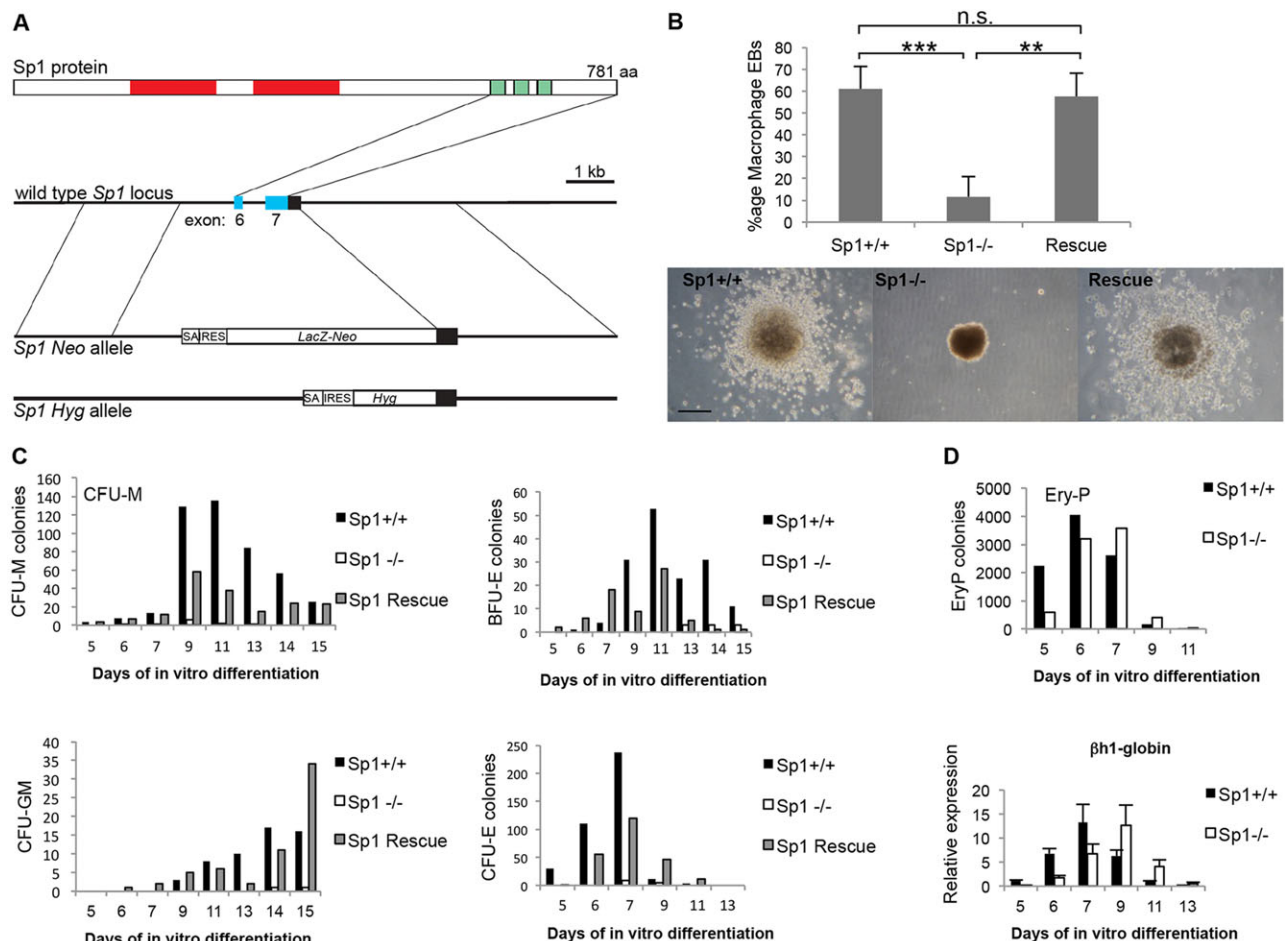 A
Sp1 protein
781 aa
1 kb
wild type Sp1 locus
exon: 6 7
SA IRES LacZ-Neo
Sp1 Neo allele
SA IRES Hyg
Sp1 Hyg allele
B
n.s.
*** **
%age Macrophage EBs
80
70
60
50
40
30
20
10
0
Sp1+/+ Sp1-/- Rescue
Sp1+/+ Sp1-/- Rescue
C
CFU-M
CFU-M colonies
160
140
120
100
80
60
40
20
0
5 6 7 9 11 13 14 15
Days of in vitro differentiation
Sp1+/+
Sp1 -/-
Sp1 Rescue
BFU-E colonies
60
50
40
30
20
10
0
5 6 7 9 11 13 14 15
Days of in vitro differentiation
Sp1+/+
Sp1 -/-
Sp1 Rescue
CFU-GM
40
35
30
25
20
15
10
5
0
5 6 7 9 11 13 14 15
Days of in vitro differentiation
Sp1+/+
Sp1 -/-
Sp1 Rescue
CFU-E colonies
250
200
150
100
50
0
5 6 7 9 11 13
Days of in vitro differentiation
Sp1+/+
Sp1 -/-
Sp1 Rescue
D
Ery-P
EryP colonies
5000
4000
3000
2000
1000
0
5 6 7 9 11
Days of in vitro differentiation
Sp1+/+
Sp1-/-
βh1-globin
Relative expression
20
15
10
5
0
5 6 7 9 11 13
Days of in vitro differentiation
Sp1+/+
Sp1-/-